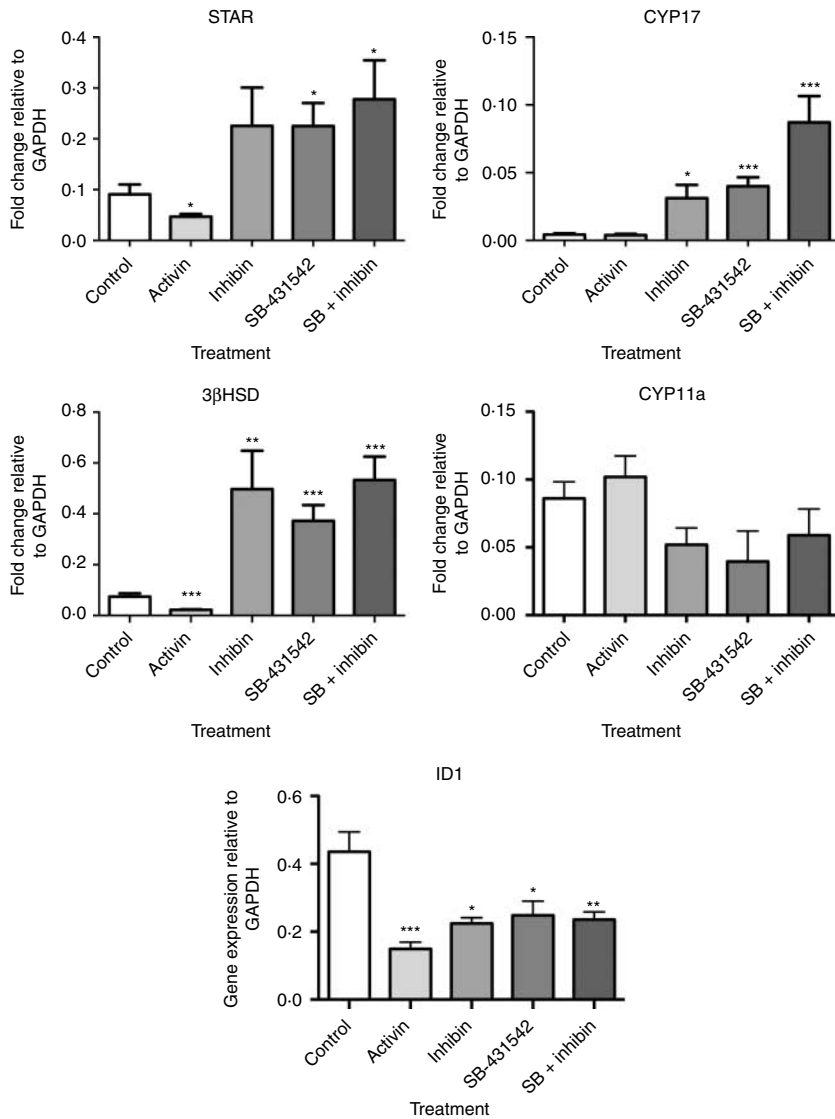 STAR
Fold change relative to
GAPDH
0·4
0·3
0·2
0·1
0·0
*
*
*
Control
Activin
Inhibin
SB-431542
SB + inhibin
Treatment
CYP17
Fold change relative
to GAPDH
0·15
0·10
0·05
0·00
*
***
***
Control
Activin
Inhibin
SB-431542
SB + inhibin
Treatment
3βHSD
Fold change relative
to GAPDH
0·8
0·6
0·4
0·2
0·0
***
**
***
***
Control
Activin
Inhibin
SB-431542
SB + inhibin
Treatment
CYP11a
Fold change relative
to GAPDH
0·15
0·10
0·05
0·00
Control
Activin
Inhibin
SB-431542
SB + inhibin
Treatment
ID1
Gene expression relative to
GAPDH
0·6
0·4
0·2
0·0
***
*
*
**
Control
Activin
Inhibin
SB-431542
SB + inhibin
Treatment